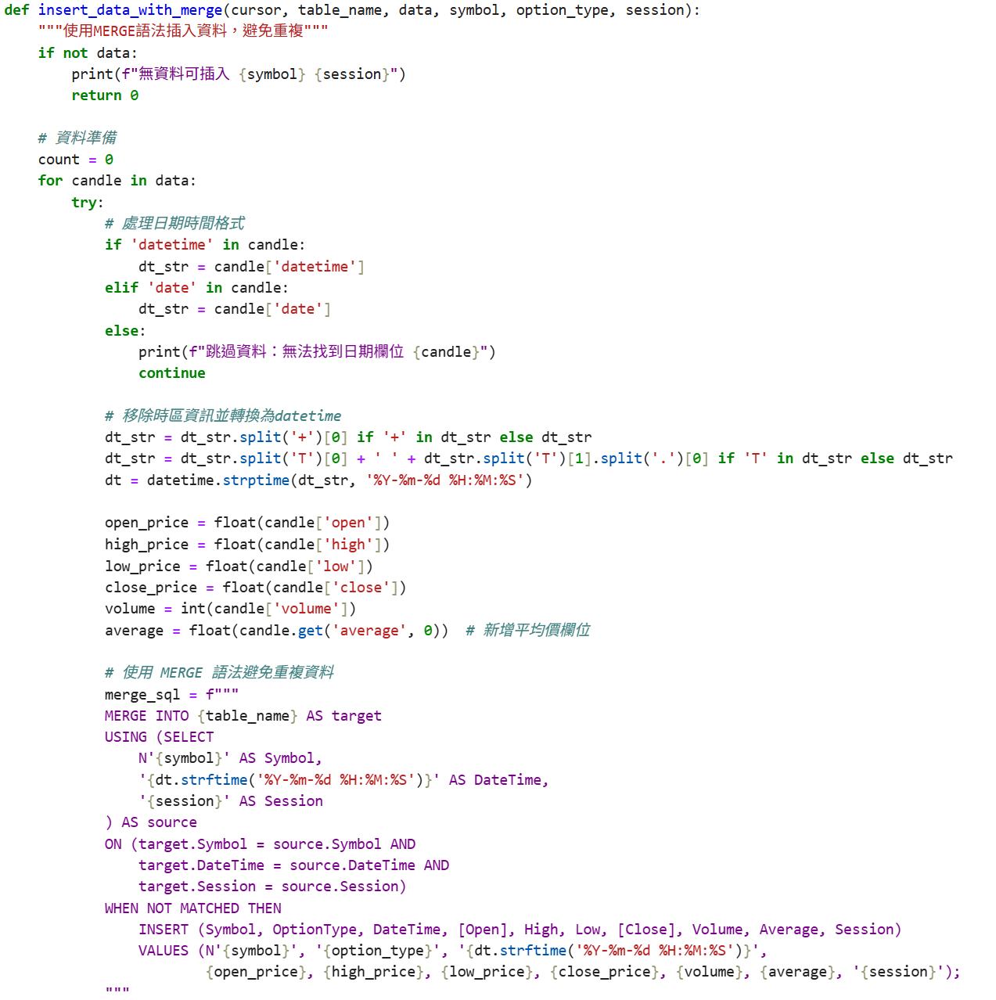 def insert_data_with_merge(cursor, table_name, data, symbol, option_type, session):
    """使用MERGE語法插入資料，避免重複"""
    if not data:
        print(f"無資料可插入 {symbol} {session}")
        return 0

    # 資料準備
    count = 0
    for candle in data:
        try:
            # 處理日期時間格式
            if 'datetime' in candle:
                dt_str = candle['datetime']
            elif 'date' in candle:
                dt_str = candle['date']
            else:
                print(f"跳過資料：無法找到日期欄位 {candle}")
                continue

            # 移除時區資訊並轉換為datetime
            dt_str = dt_str.split('+')[0] if '+' in dt_str else dt_str
            dt_str = dt_str.split('T')[0] + ' ' + dt_str.split('T')[1].split('.')[0] if 'T' in dt_str else dt_str
            dt = datetime.strptime(dt_str, '%Y-%m-%d %H:%M:%S')

            open_price = float(candle['open'])
            high_price = float(candle['high'])
            low_price = float(candle['low'])
            close_price = float(candle['close'])
            volume = int(candle['volume'])
            average = float(candle.get('average', 0))  # 新增平均價欄位

            # 使用 MERGE 語法避免重複資料
            merge_sql = f"""
            MERGE INTO {table_name} AS target
            USING (SELECT
                N'{symbol}' AS Symbol,
                '{dt.strftime('%Y-%m-%d %H:%M:%S')}' AS DateTime,
                '{session}' AS Session
            ) AS source
            ON (target.Symbol = source.Symbol AND
                target.DateTime = source.DateTime AND
                target.Session = source.Session)
            WHEN NOT MATCHED THEN
                INSERT (Symbol, OptionType, DateTime, [Open], High, Low, [Close], Volume, Average, Session)
                VALUES (N'{symbol}', '{option_type}', '{dt.strftime('%Y-%m-%d %H:%M:%S')}',
                        {open_price}, {high_price}, {low_price}, {close_price}, {volume}, {average}, '{session}');
            """